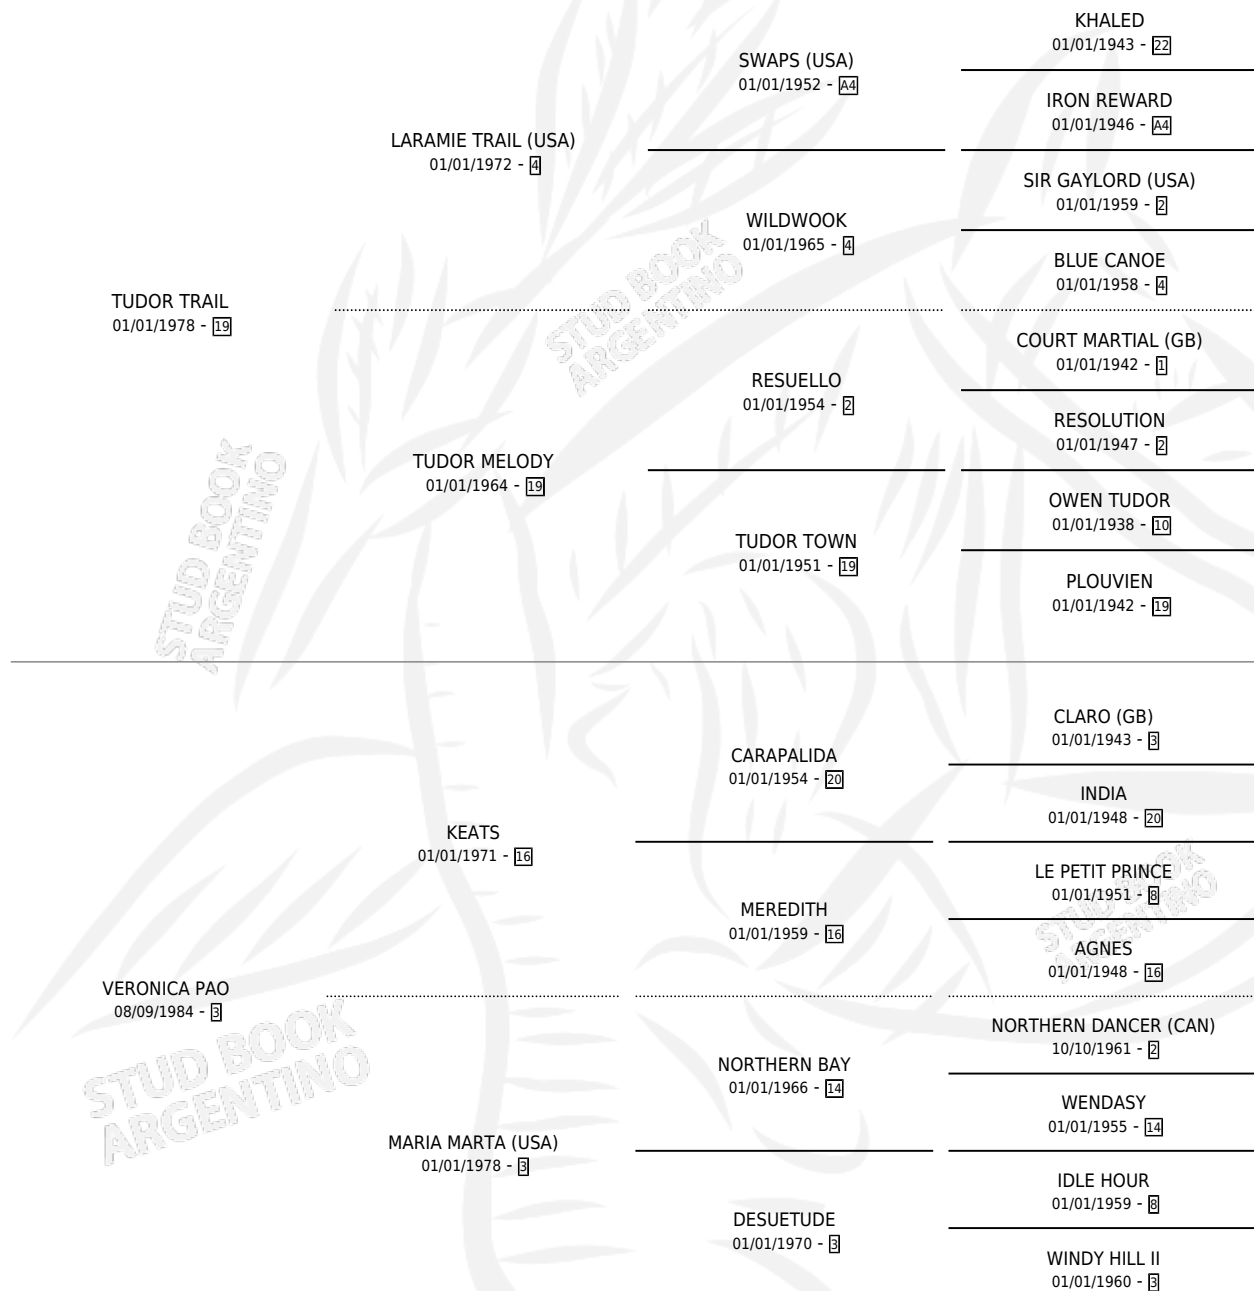 KHALED
01/01/1943 - 22
SWAPS (USA)
01/01/1952 - A4
IRON REWARD
01/01/1946 - A4
LARAMIE TRAIL (USA)
01/01/1972 - 4
SIR GAYLORD (USA)
01/01/1959 - 2
WILDWOOK
01/01/1965 - 4
BLUE CANOE
01/01/1958 - 4
TUDOR TRAIL
01/01/1978 - 19
STUD BOOK
ARGENTINO
COURT MARTIAL (GB)
01/01/1942 - 1
RESUELLO
01/01/1954 - 2
RESOLUTION
01/01/1947 - 2
TUDOR MELODY
01/01/1964 - 19
OWEN TUDOR
01/01/1938 - 10
TUDOR TOWN
01/01/1951 - 19
PLOUVIEN
01/01/1942 - 19
STUD BOOK
ARGENTINO
CLARO (GB)
01/01/1943 - 3
CARAPALIDA
01/01/1954 - 20
INDIA
01/01/1948 - 20
KEATS
01/01/1971 - 16
LE PETIT PRINCE
01/01/1951 - 8
MEREDITH
01/01/1959 - 16
AGNES
01/01/1948 - 16
STUD BOOK
ARGENTINO
VERONICA PAO
08/09/1984 - 3
NORTHERN DANCER (CAN)
10/10/1961 - 2
NORTHERN BAY
01/01/1966 - 14
WENDASY
01/01/1955 - 14
STUD BOOK
ARGENTINO
MARIA MARTA (USA)
01/01/1978 - 3
IDLE HOUR
01/01/1959 - 8
DESUETUDE
01/01/1970 - 3
WINDY HILL II
01/01/1960 - 3